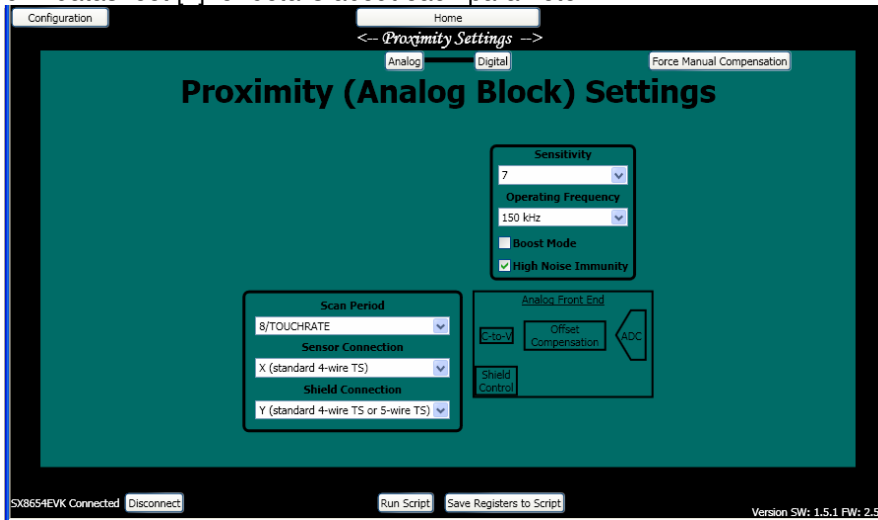 Configuration
Home
<-- Proximity Settings -->
Analog
Digital
Force Manual Compensation
Proximity (Analog Block) Settings
Sensitivity
7
Operating Frequency
150 kHz
Boost Mode
High Noise Immunity
Scan Period
8/TOUCHRATE
Sensor Connection
X (standard 4-wire TS)
Shield Connection
Y (standard 4-wire TS or 5-wire TS)
Analog Front End
C-to-V
Offset
Compensation
ADC
Shield
Control
SX8654EVK Connected
Disconnect
Run Script
Save Registers to Script
Version SW: 1.5.1 FW: 2.5